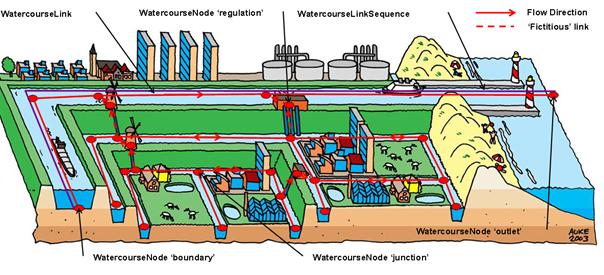 WatercourseLink
WatercourseNode ‘regulation’
WatercourseLinkSequence
Flow Direction
‘Fictitious’ link
WatercourseNode ‘outlet’
AUKE
2003
WatercourseNode ‘boundary’
WatercourseNode ‘junction’